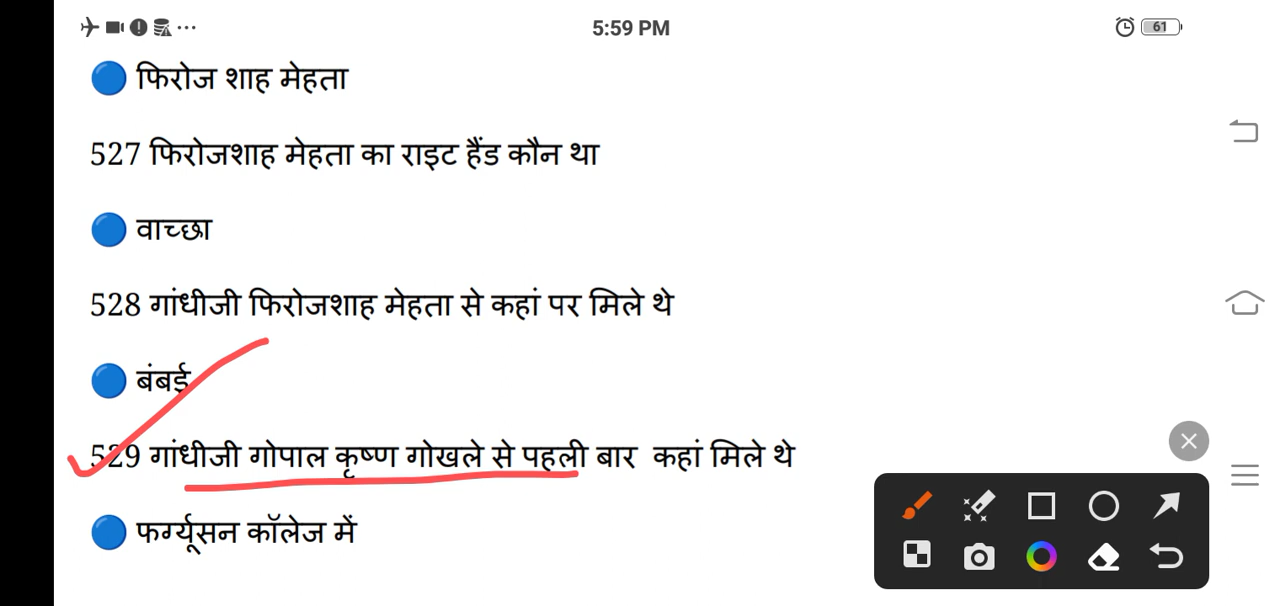 5:59 PM
61
फिरोज शाह मेहता
527 फिरोजशाह मेहता का राइट हैंड कौन था
वाच्छा
528 गांधीजी फिरोजशाह मेहता से कहां पर मिले थे
बंबई
529 गांधीजी गोपाल कृष्ण गोखले से पहली बार कहां मिले थे
फर्ग्यूसन कॉलेज में